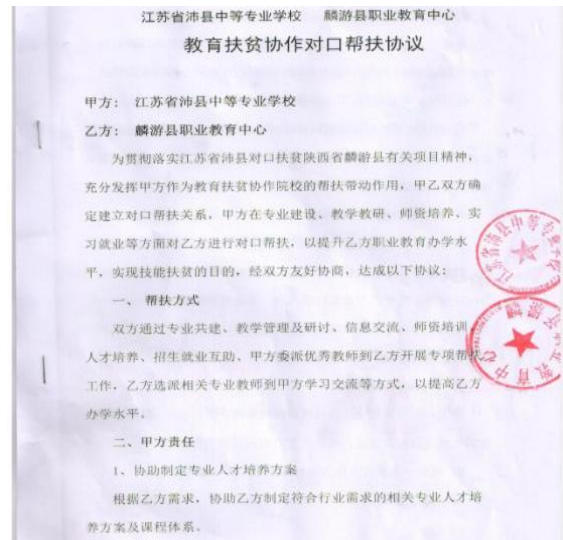 江苏省沛县中等专业学校 麟游县职业教育中心
教育扶贫协作对口帮扶协议
甲方： 江苏省沛县中等专业学校
乙方： 麟游县职业教育中心
为贯彻落实江苏省沛县对口扶贫陕西省麟游县有关项目精神，
充分发挥甲方作为教育扶贫协作院校的帮扶带动作用，甲乙双方确
定建立对口帮扶关系，甲方在专业建设、教学教研、师资培养、实
习就业等方面对乙方进行对口帮扶，以提升乙方职业教育办学水
平，实现技能扶贫的目的，经双方友好协商，达成以下协议：
一、 帮扶方式
双方通过专业共建、教学管理及研讨、信息交流、师资培训、
人才培养、招生就业互助、甲方委派优秀教师到乙方开展专项帮扶
工作，乙方选派相关专业教师到甲方学习交流等方式，以提高乙方
办学水平。
二、甲方责任
1、协助制定专业人才培养方案
根据乙方需求，协助乙方制定符合行业需求的相关专业人才培
养方案及课程体系。
江苏省沛县中等专业学校